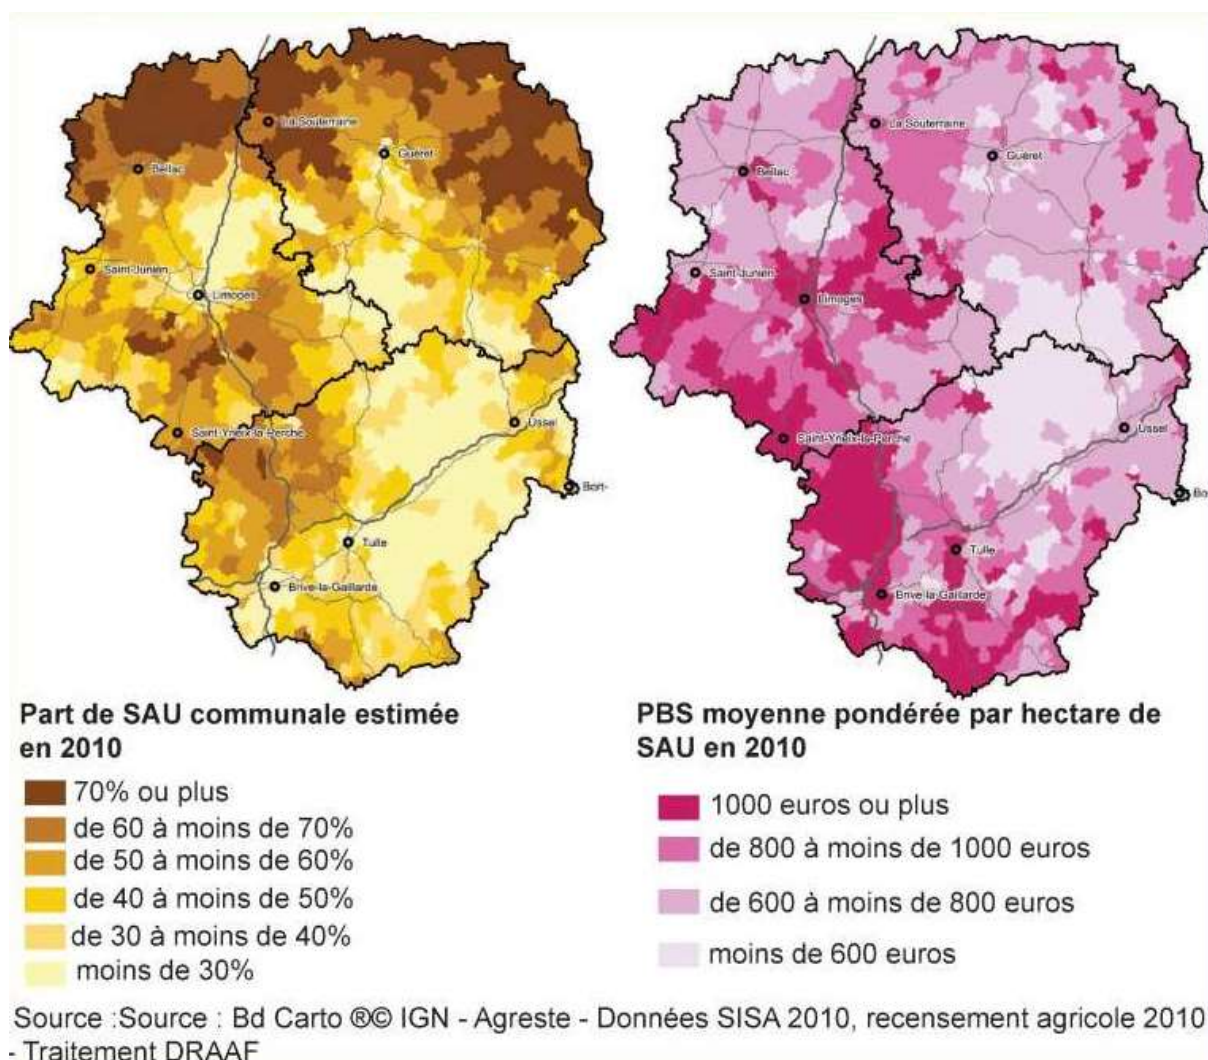 La Souterraine
Guéret
Bellac
Saint-Junien
Limoges
Saint-Yrieix-la-Perche
Ussel
Bort-
Tulle
Brive-la-Gaillarde
La Souterraine
Guéret
Bellac
Saint-Junien
Limoges
Saint-Yrieix-la-Perche
Ussel
Bo
Tulle
Brive-la-Gaillarde
Part de SAU communale estimée
en 2010
70% ou plus
de 60 à moins de 70%
de 50 à moins de 60%
de 40 à moins de 50%
de 30 à moins de 40%
moins de 30%
PBS moyenne pondérée par hectare de
SAU en 2010
1000 euros ou plus
de 800 à moins de 1000 euros
de 600 à moins de 800 euros
moins de 600 euros
Source :Source : Bd Carto ®© IGN - Agreste - Données SISA 2010, recensement agricole 2010
- Traitement DRAAF